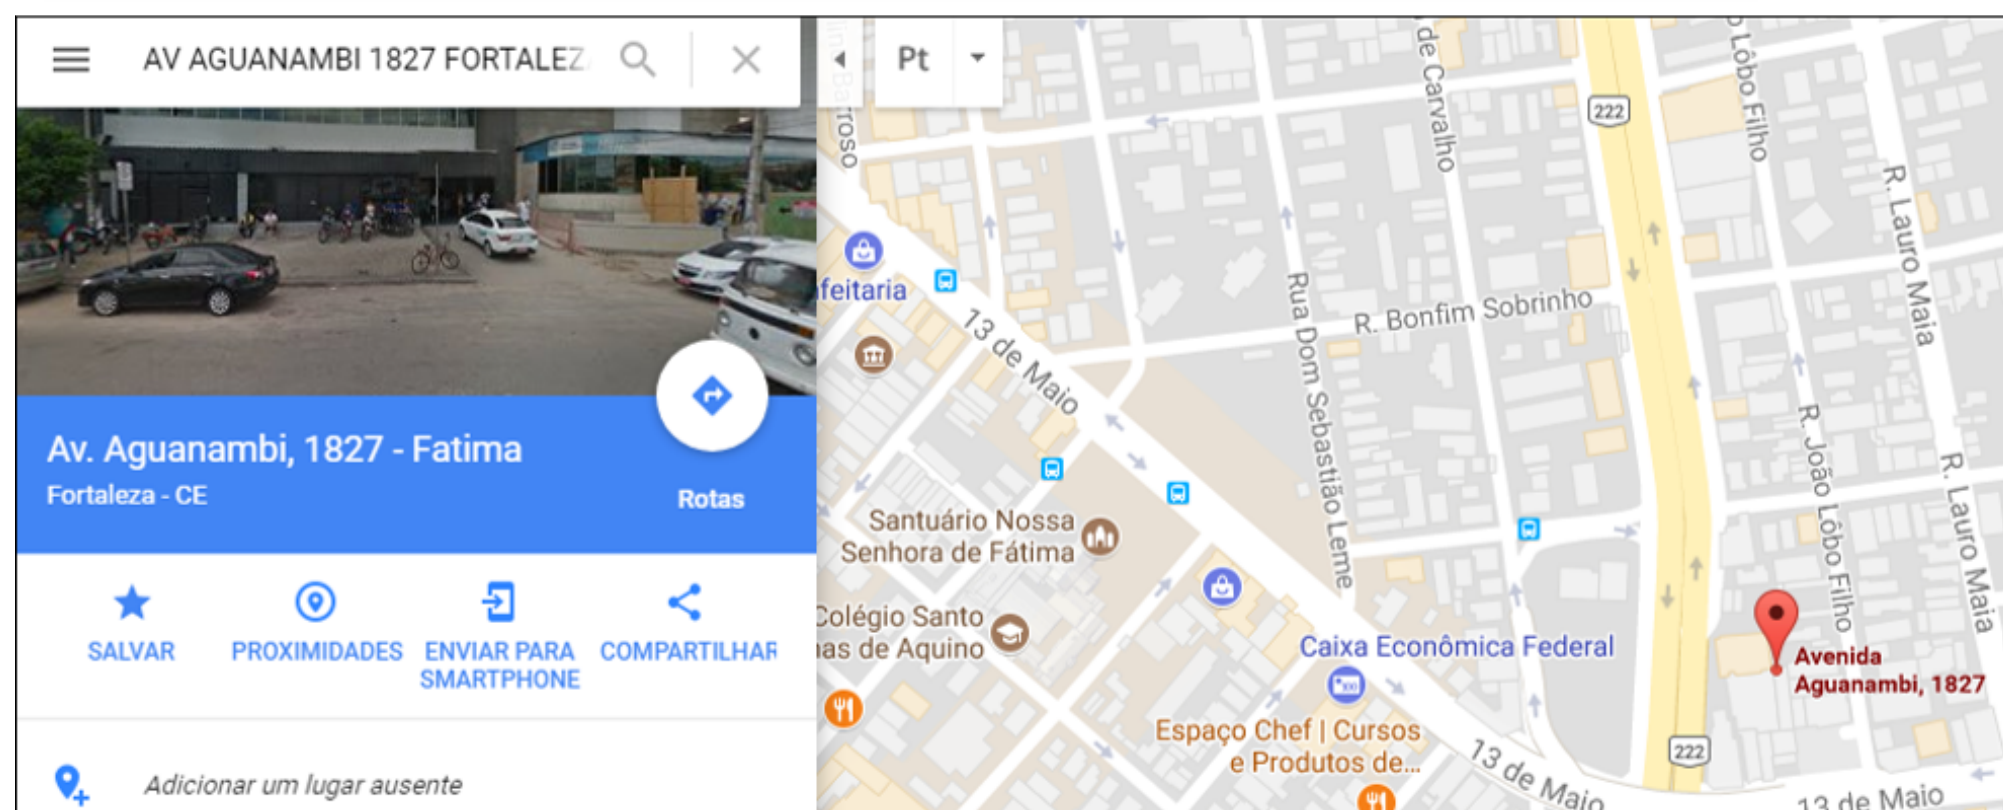 AV AGUANAMBI 1827 FORTALEZ
Av. Aguanambi, 1827 - Fatima
Fortaleza - CE
Rotas
SALVAR
PROXIMIDADES
ENVIAR PARA
SMARTPHONE
COMPARTILHAR
Adicionar um lugar ausente
Pt
Barroso
de Carvalho
222
Lôbo Filho
R. Lauro Maia
feitaria
13 de Maio
Rua Dom Sebastião Leme
R. Bonfim Sobrinho
R. João Lôbo Filho
R. Lauro Maia
Santuário Nossa
Senhora de Fátima
Colégio Santo
as de Aquino
Caixa Econômica Federal
Avenida
Aguanambi, 1827
Espaço Chef | Cursos
e Produtos de...
13 de Maio
222
13 de Maio